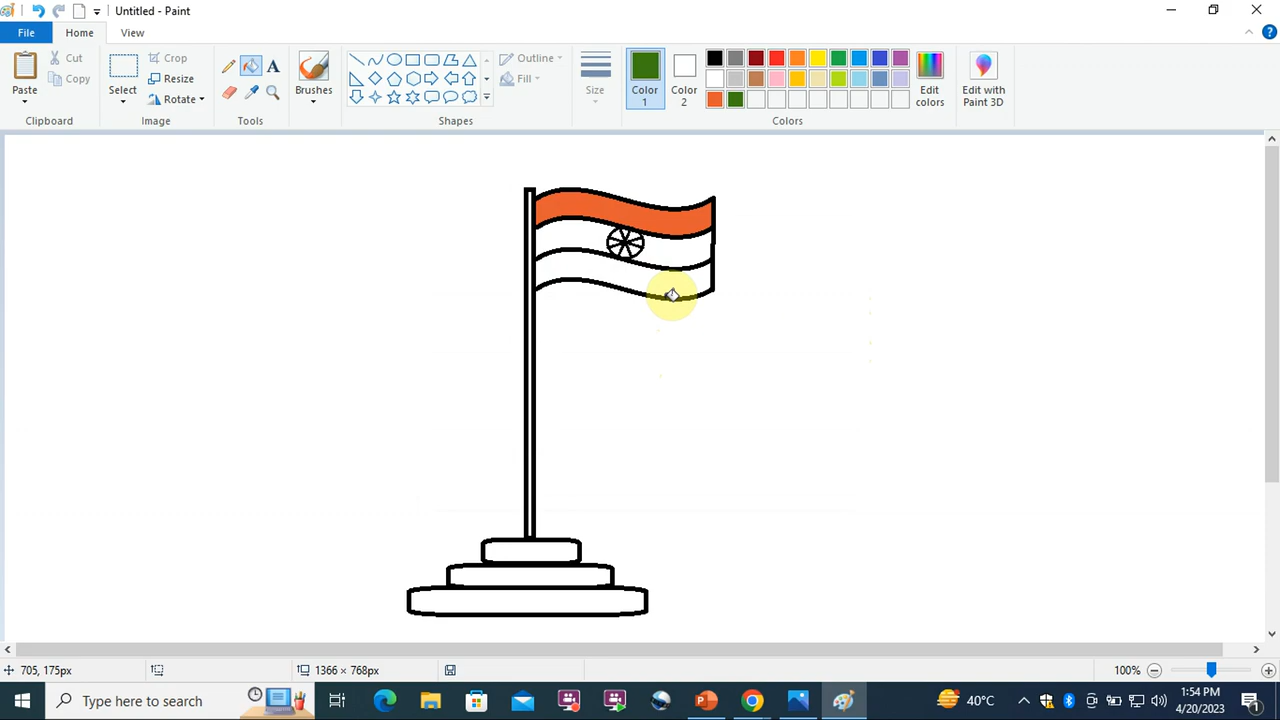 Untitled - Paint
File Home View
Paste
Cut
Copy
Clipboard
Select
Crop
Resize
Rotate
Image
A
Tools
Brushes
Shapes
Outline
Fill
Size
Color 1
Color 2
Colors
Edit colors
Edit with Paint 3D
705, 175px
1366 × 768px
100%
Type here to search
40°C
1:54 PM
4/20/2023